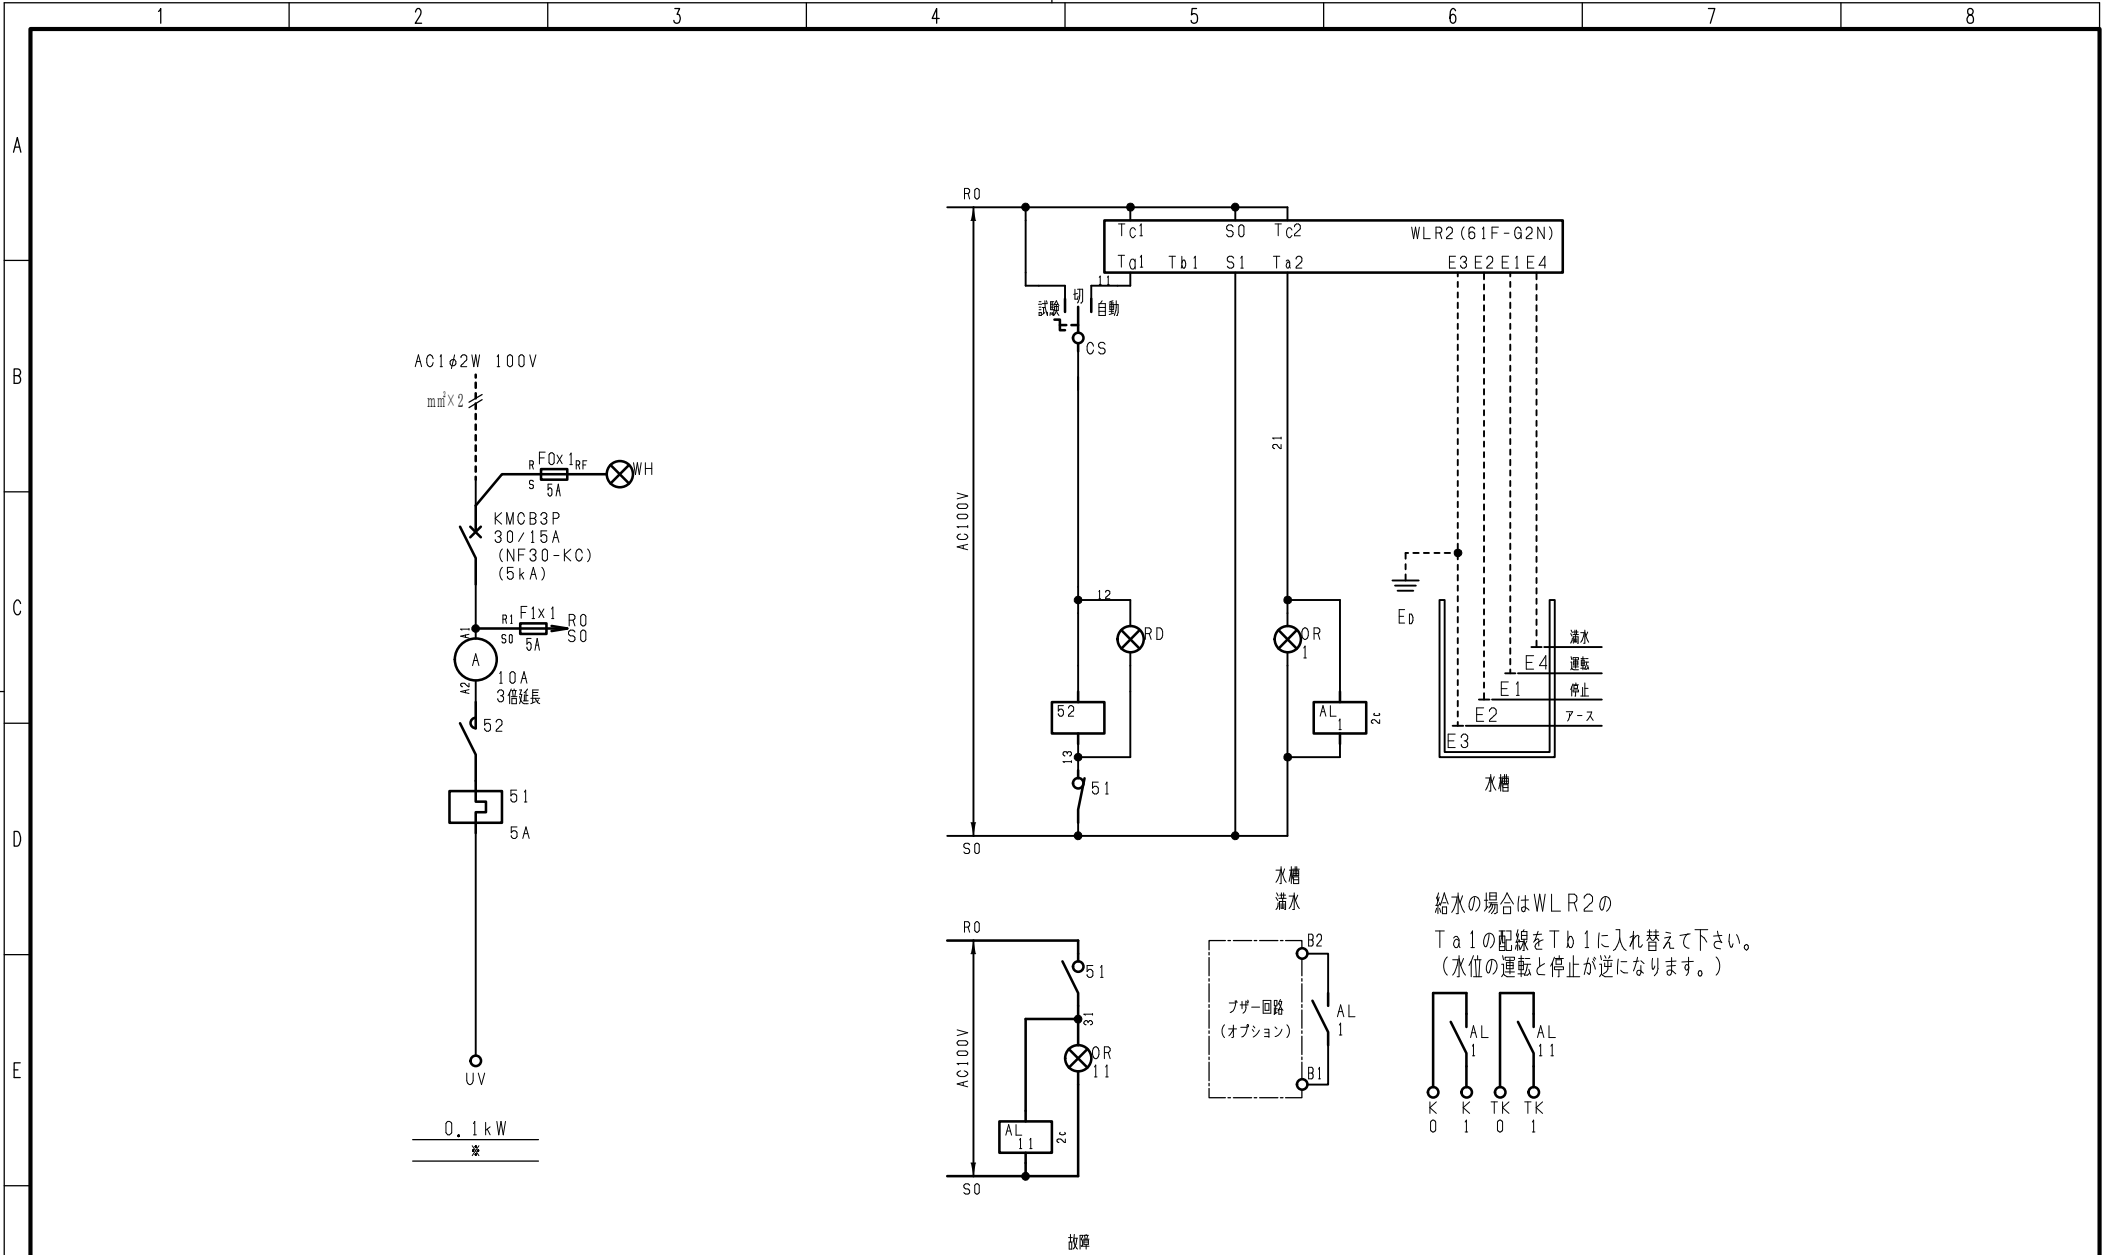 1 2 3 4 5 6 7 8
A
B
C
D
E
AC1φ2W 100V
mm²×2
R
S
F0x1
RF
5A
WH
KMCB3P
30/15A
(NF30-KC)
(5kA)
A1
R1
S0
F1x1
5A
R0
S0
A
A2
10A
3倍延長
52
51
5A
UV
0.1kW
※
R0
AC100V
Tc1 S0 Tc2 WLR2(61F-G2N)
Ta1 Tb1 S1 Ta2 E3 E2 E1 E4
11
試験 切 自動
CS
21
12
RD
OR
1
52
AL
1
2c
13
51
S0
水槽
満水
ED
満水
E4 運転
E1 停止
E2 アース
E3
水槽
R0
AC100V
51
31
OR
11
AL
11
2c
S0
故障
B2
ブザー回路
(オプション)
AL
1
B1
給水の場合はWLR2の
Ta1の配線をTb1に入れ替えて下さい。
(水位の運転と停止が逆になります。)
AL
1
AL
11
K K TK TK
0 1 0 1